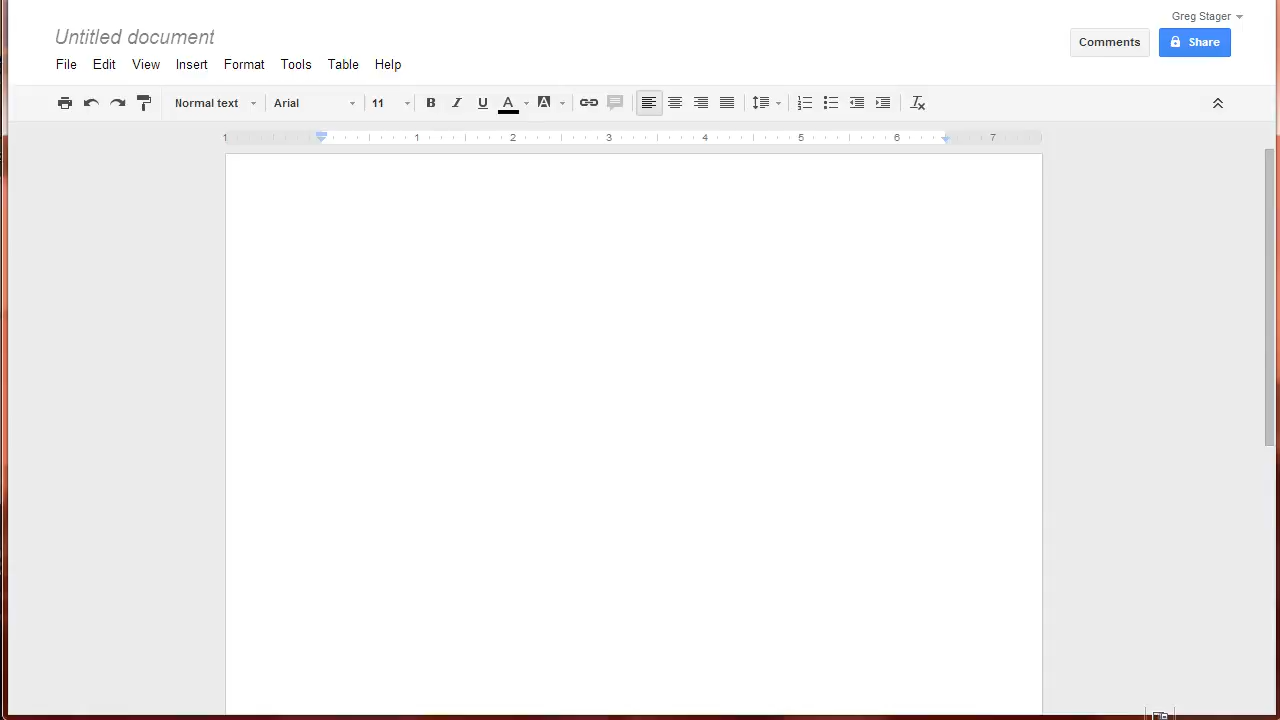 Greg Stager
Untitled document
Comments
Share
File Edit View Insert Format Tools Table Help
Normal text Arial 11 B I U A A
1 1 2 3 4 5 6 7